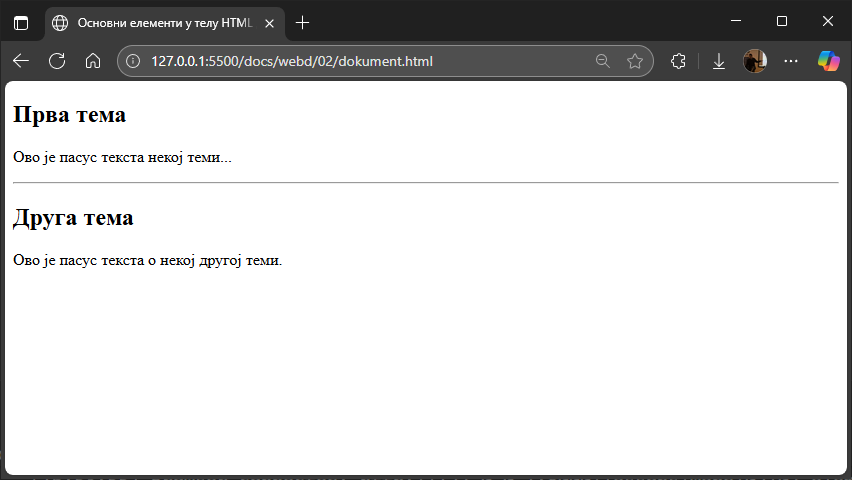 Основни елементи у телу HTML
127.0.0.1:5500/docs/webd/02/dokument.html
Прва тема
Ово је пасус текста некој теми...
Друга тема
Ово је пасус текста о некој другој теми.